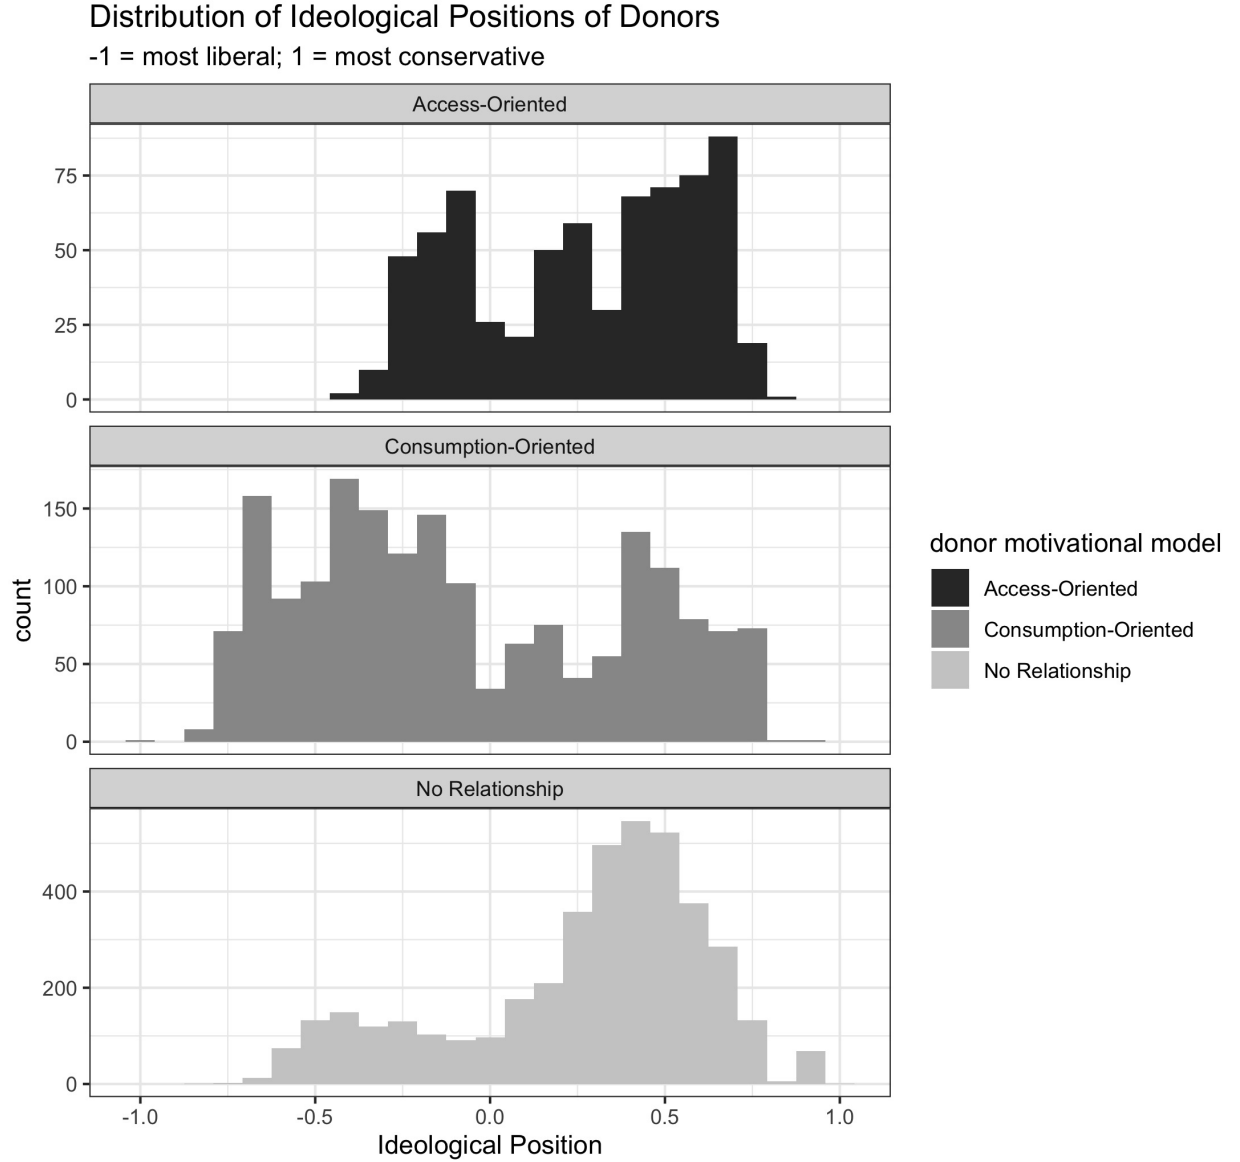 Distribution of Ideological Positions of Donors
-1 = most liberal; 1 = most conservative
Access-Oriented
75
50
25
0
Consumption-Oriented
150
100
50
0
No Relationship
400
200
0
-1.0 -0.5 0.0 0.5 1.0
Ideological Position
count
donor motivational model
Access-Oriented
Consumption-Oriented
No Relationship